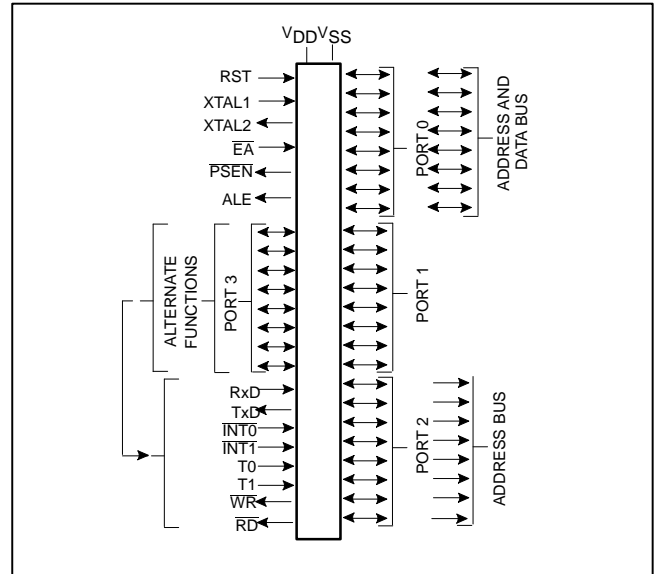 VDD VSS
RST
XTAL1
XTAL2
EA
PSEN
ALE
PORT 0
ADDRESS AND
DATA BUS
ALTERNATE
FUNCTIONS
PORT 3
PORT 1
RxD
TxD
INT0
INT1
T0
T1
WR
RD
PORT 2
ADDRESS BUS